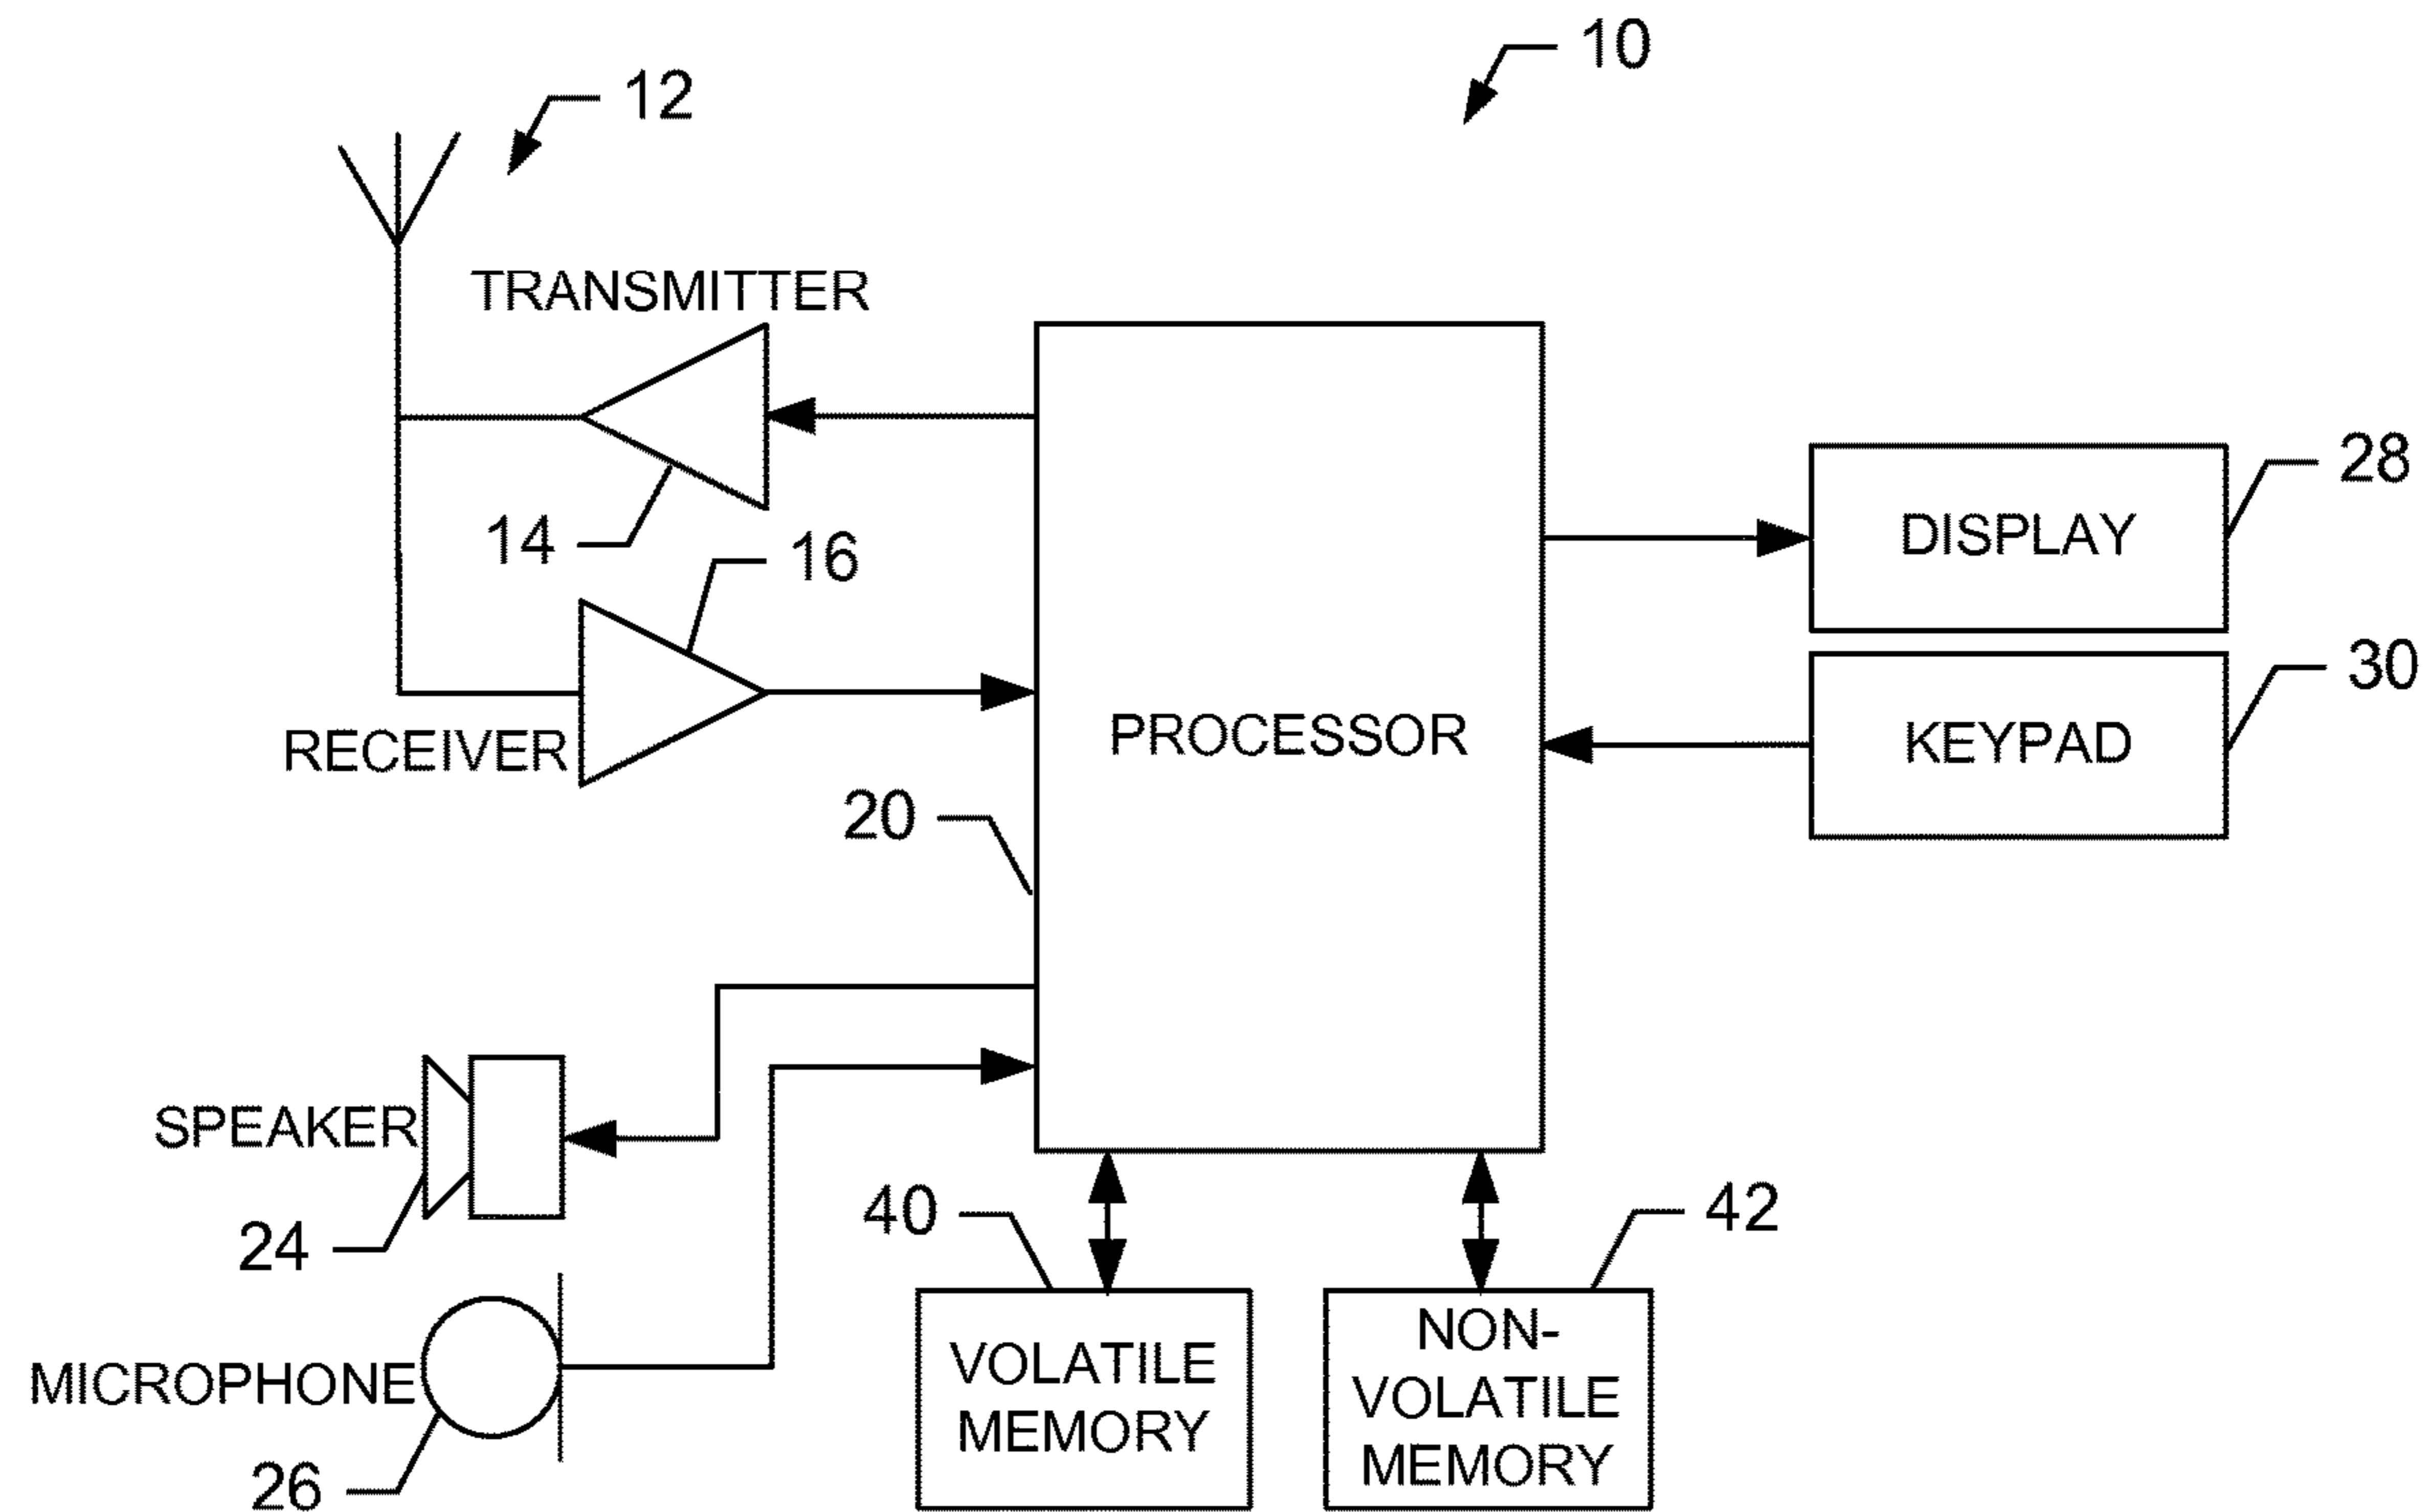 10
12
TRANSMITTER
14
16
RECEIVER
PROCESSOR
20
DISPLAY
28
KEYPAD
30
SPEAKER
24
MICROPHONE
26
40
VOLATILE
MEMORY
42
NON-
VOLATILE
MEMORY